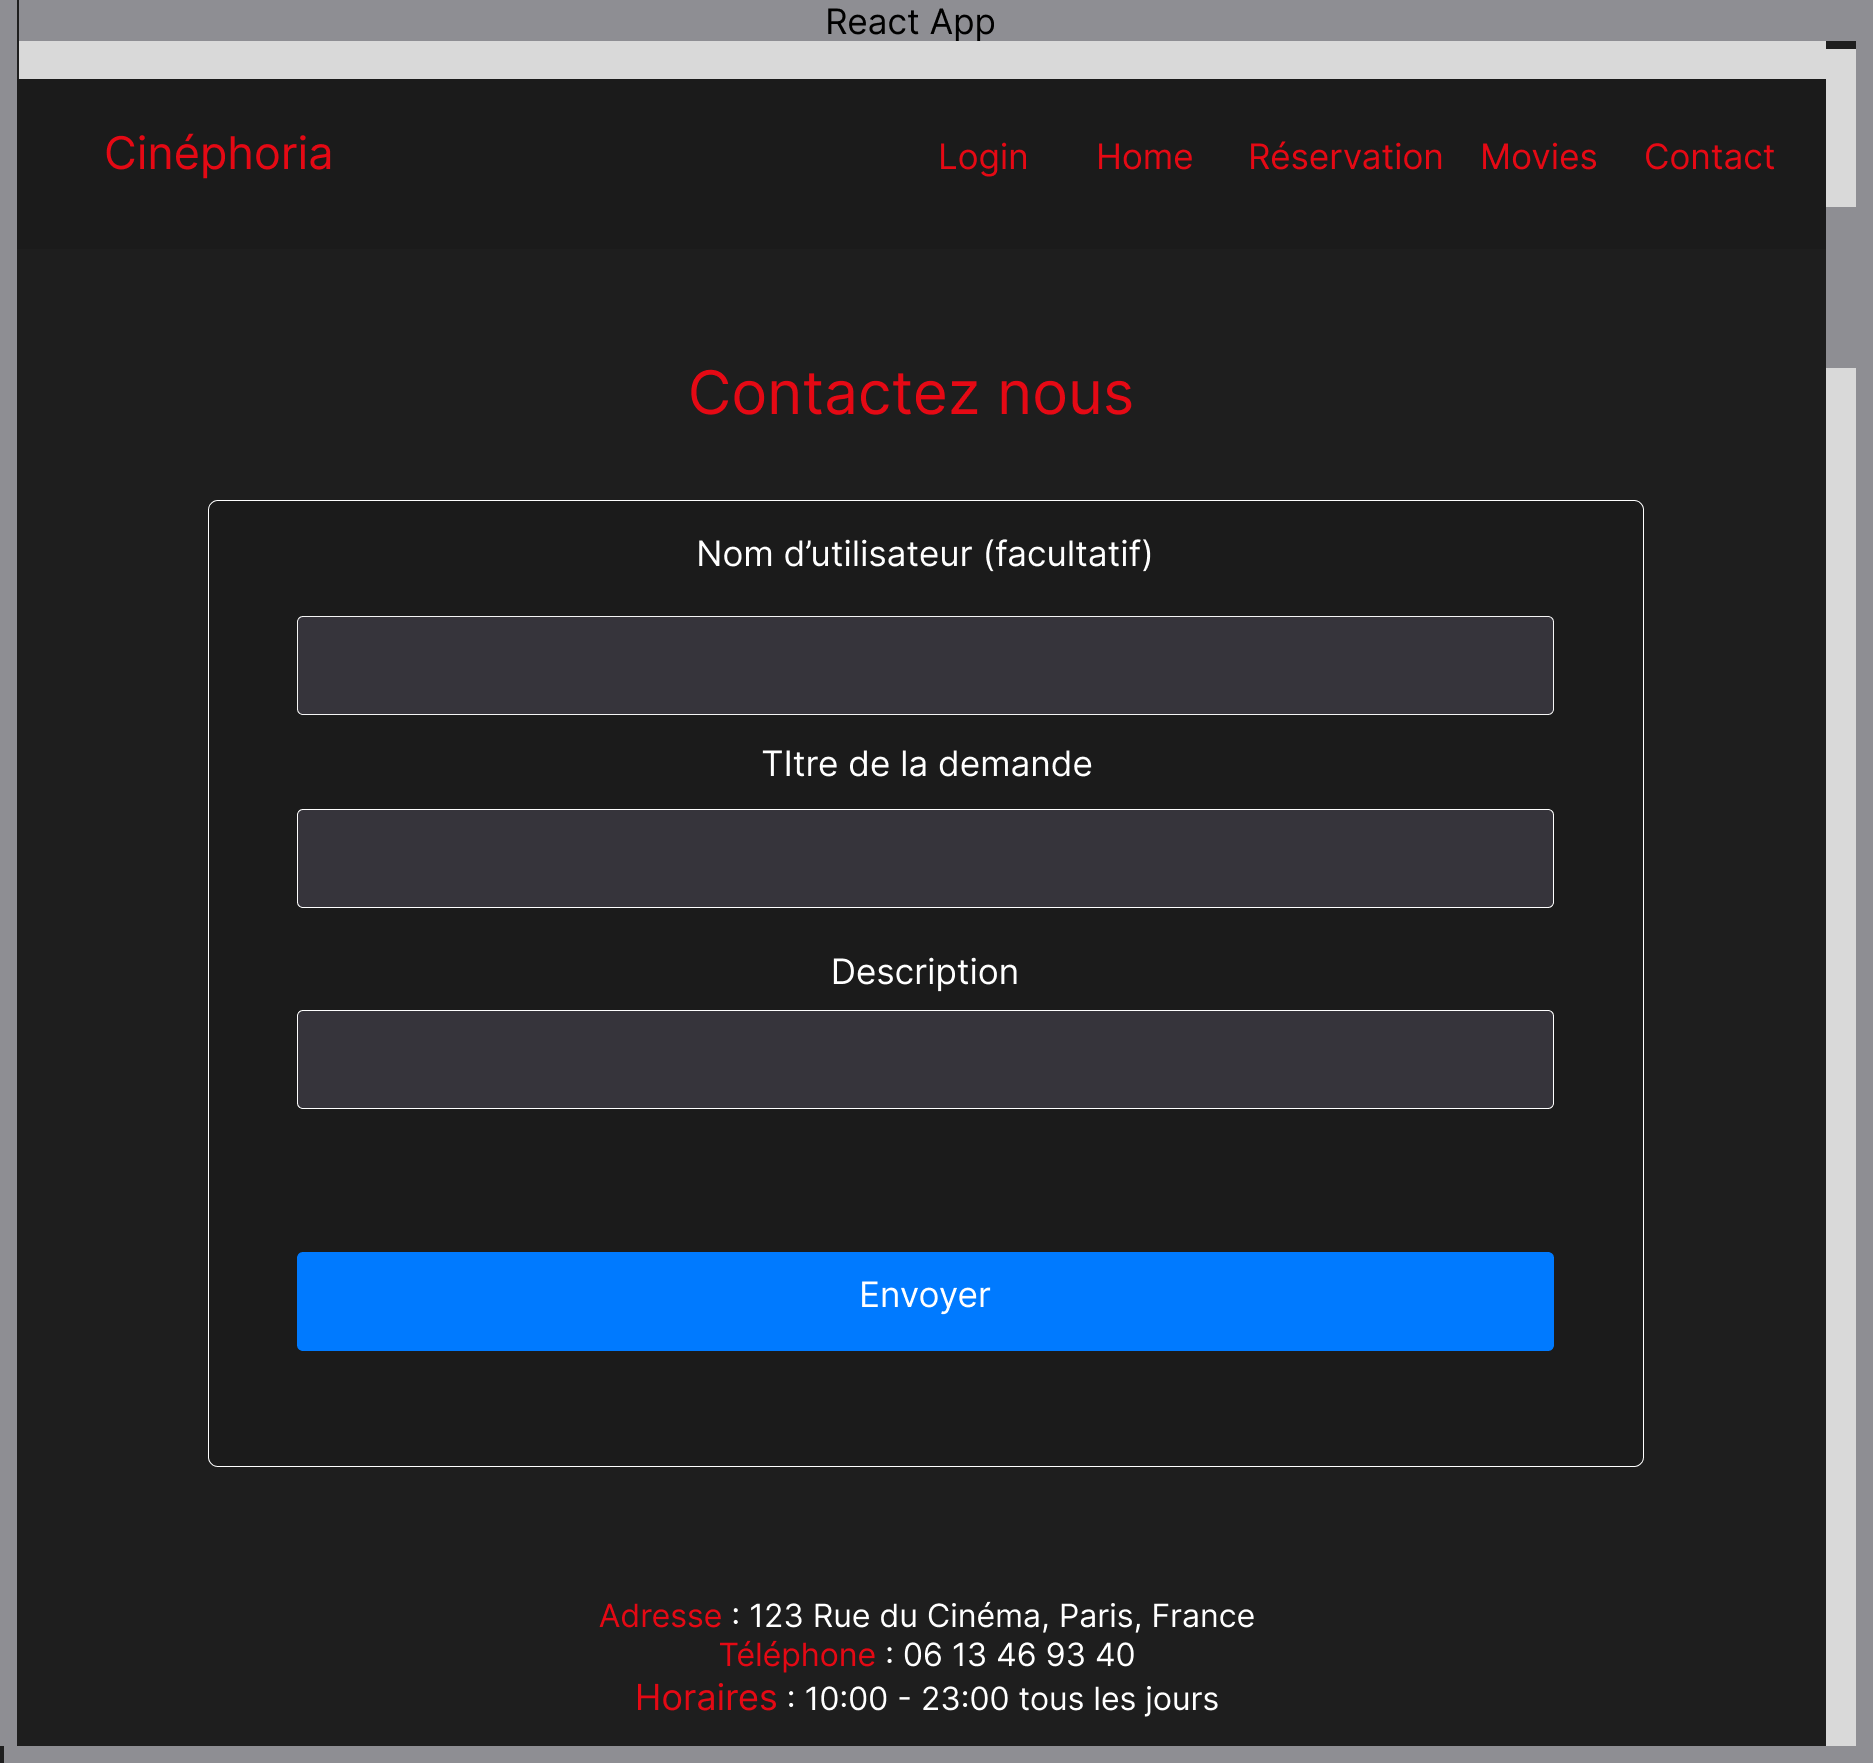 React App
Cinéphoria
Login Home Réservation Movies Contact
Contactez nous
Nom d’utilisateur (facultatif)
TItre de la demande
Description
Envoyer
Adresse : 123 Rue du Cinéma, Paris, France
Téléphone : 06 13 46 93 40
Horaires : 10:00 - 23:00 tous les jours